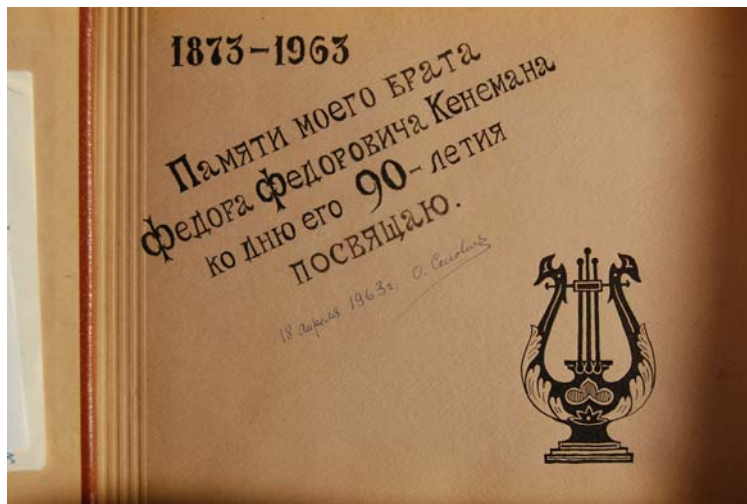 1873-1963
Памяти моего брата
Федора Федоровича Кенемана
ко дню его 90-летия
посвящаю.
18 апреля 1963г. О.